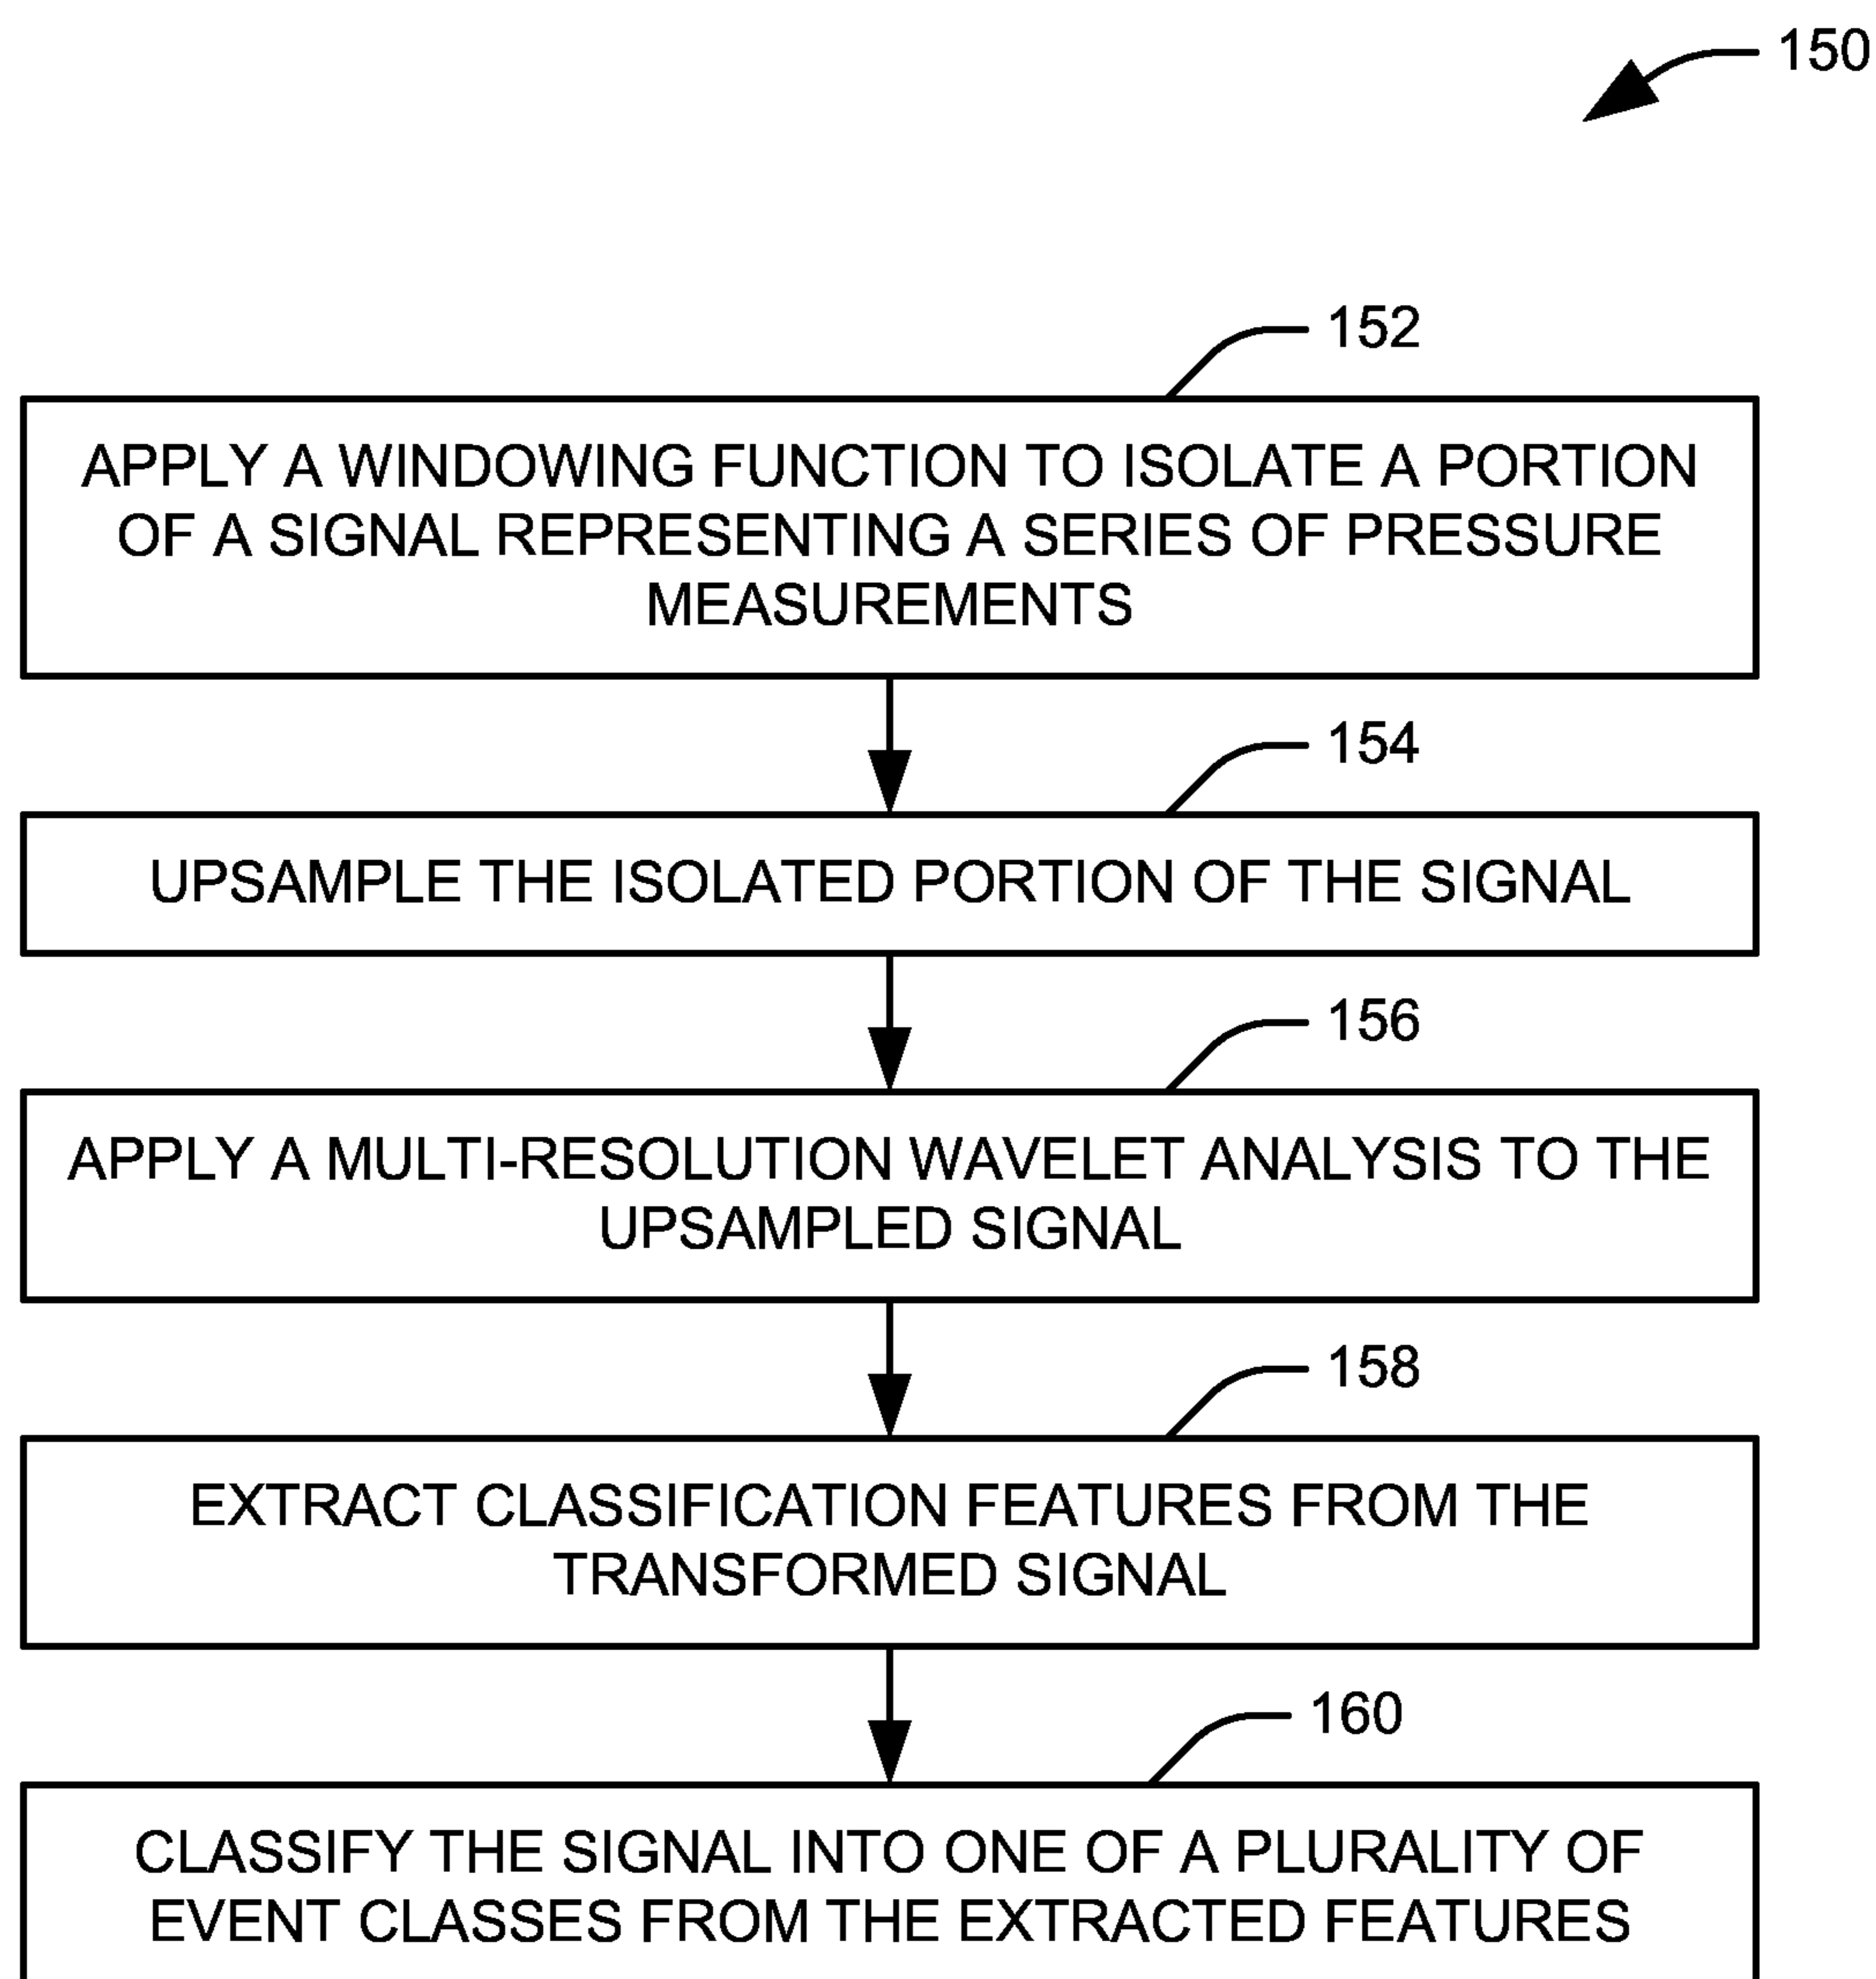 150
152
APPLY A WINDOWING FUNCTION TO ISOLATE A PORTION
OF A SIGNAL REPRESENTING A SERIES OF PRESSURE
MEASUREMENTS
154
UPSAMPLE THE ISOLATED PORTION OF THE SIGNAL
156
APPLY A MULTI-RESOLUTION WAVELET ANALYSIS TO THE
UPSAMPLED SIGNAL
158
EXTRACT CLASSIFICATION FEATURES FROM THE
TRANSFORMED SIGNAL
160
CLASSIFY THE SIGNAL INTO ONE OF A PLURALITY OF
EVENT CLASSES FROM THE EXTRACTED FEATURES